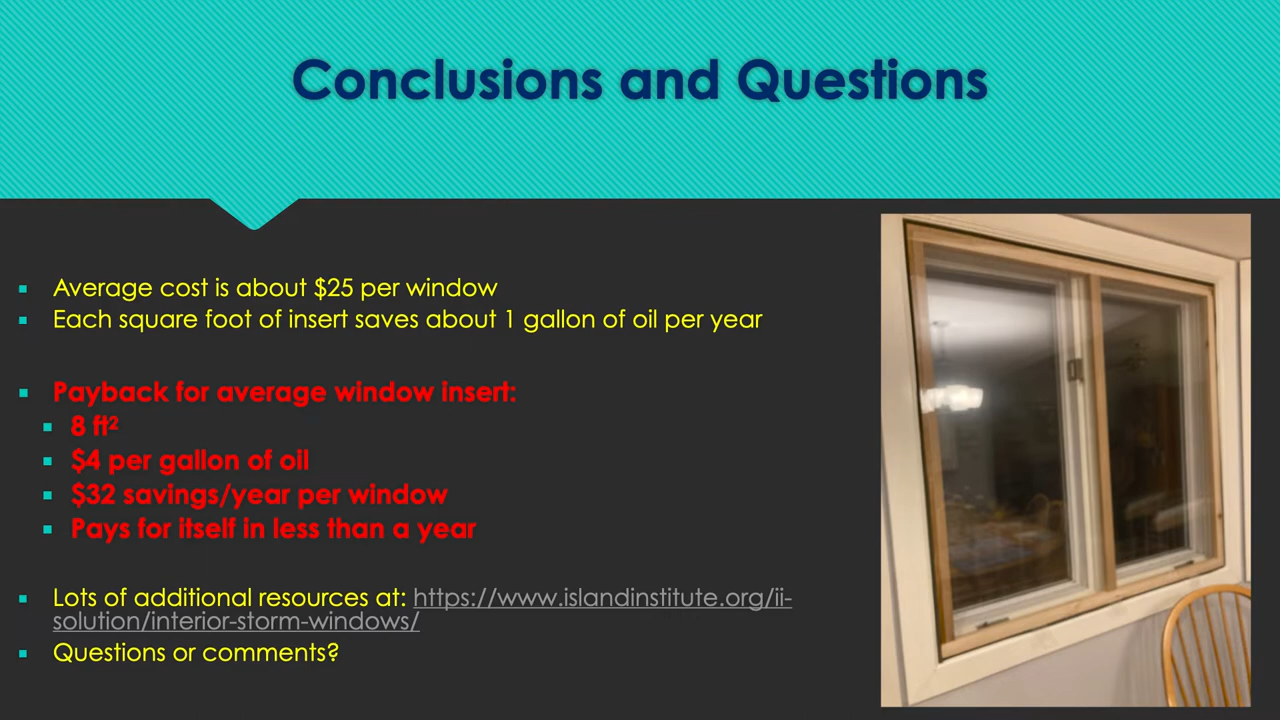 Conclusions and Questions
Average cost is about $25 per window
Each square foot of insert saves about 1 gallon of oil per year
Payback for average window insert:
8 ft²
$4 per gallon of oil
$32 savings/year per window
Pays for itself in less than a year
Lots of additional resources at: https://www.islandinstitute.org/ii-
solution/interior-storm-windows/
Questions or comments?